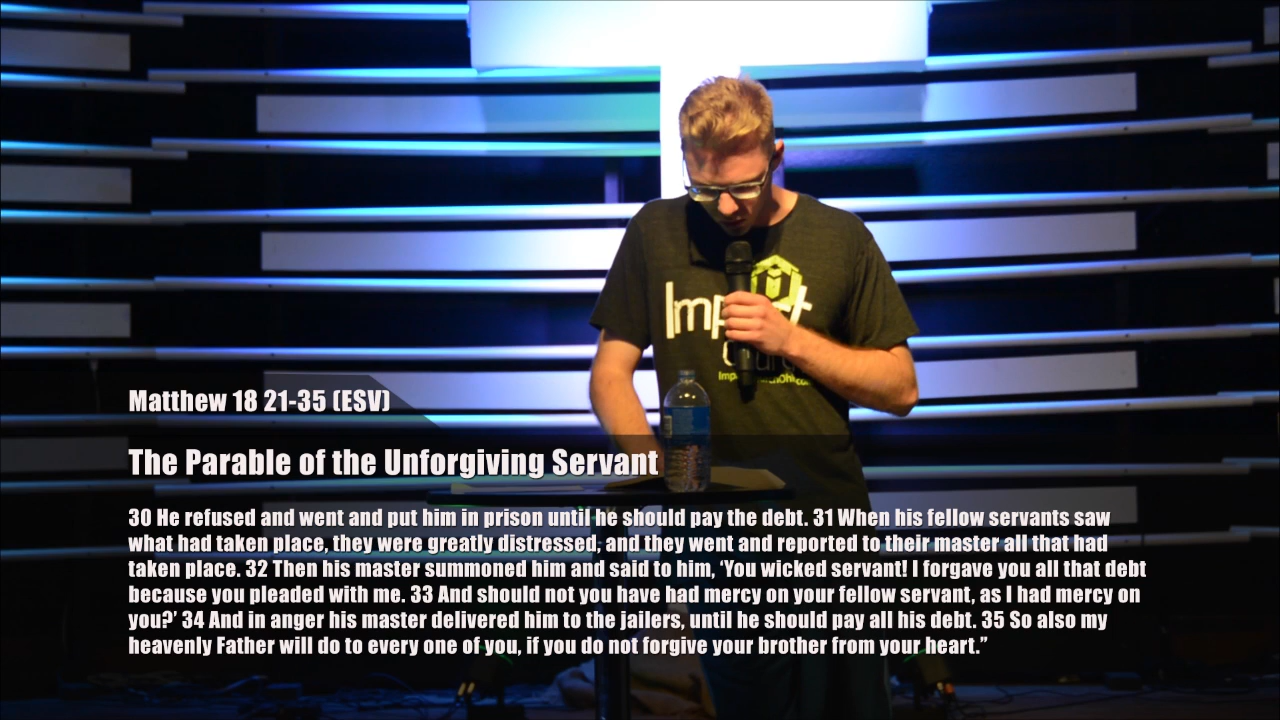 Impact
Church
Matthew 18 21-35 (ESV)
The Parable of the Unforgiving Servant
30 He refused and went and put him in prison until he should pay the debt. 31 When his fellow servants saw
what had taken place, they were greatly distressed, and they went and reported to their master all that had
taken place. 32 Then his master summoned him and said to him, ‘You wicked servant! I forgave you all that debt
because you pleaded with me. 33 And should not you have had mercy on your fellow servant, as I had mercy on
you?’ 34 And in anger his master delivered him to the jailers, until he should pay all his debt. 35 So also my
heavenly Father will do to every one of you, if you do not forgive your brother from your heart.”